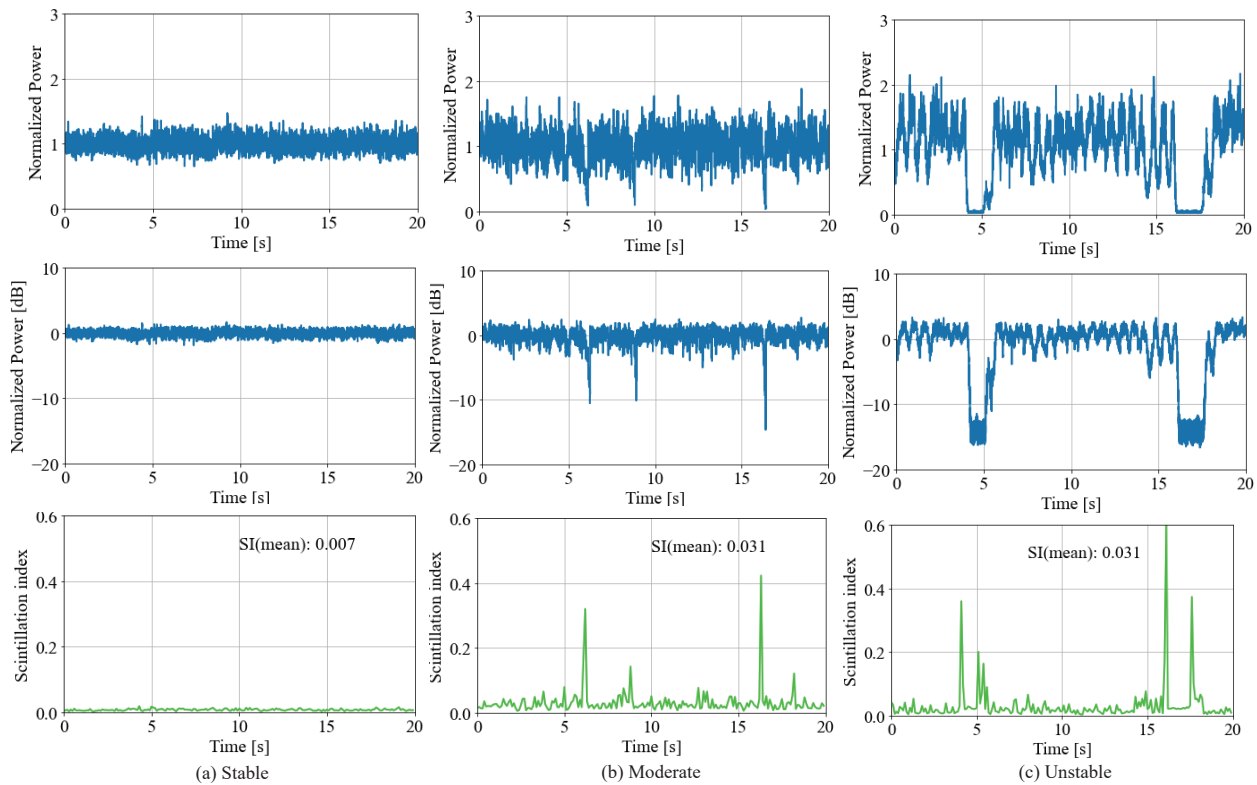 3
2
1
0
Normalized Power
0 5 10 15 20
Time [s]
3
2
1
0
Normalized Power
0 5 10 15 20
Time [s]
3
2
1
0
Normalized Power
0 5 10 15 20
Time [s]
10
0
−10
−20
Normalized Power [dB]
0 5 10 15 20
Time [s]
10
0
−10
−20
Normalized Power [dB]
0 5 10 15 20
Time [s]
10
0
−10
−20
Normalized Power [dB]
0 5 10 15 20
Time [s]
0.6
0.4
0.2
0.0
Scintillation index
SI(mean): 0.007
0 5 10 15 20
Time [s]
(a) Stable
0.6
0.4
0.2
0.0
Scintillation index
SI(mean): 0.031
0 5 10 15 20
Time [s]
(b) Moderate
0.6
0.4
0.2
0.0
Scintillation index
SI(mean): 0.031
0 5 10 15 20
Time [s]
(c) Unstable